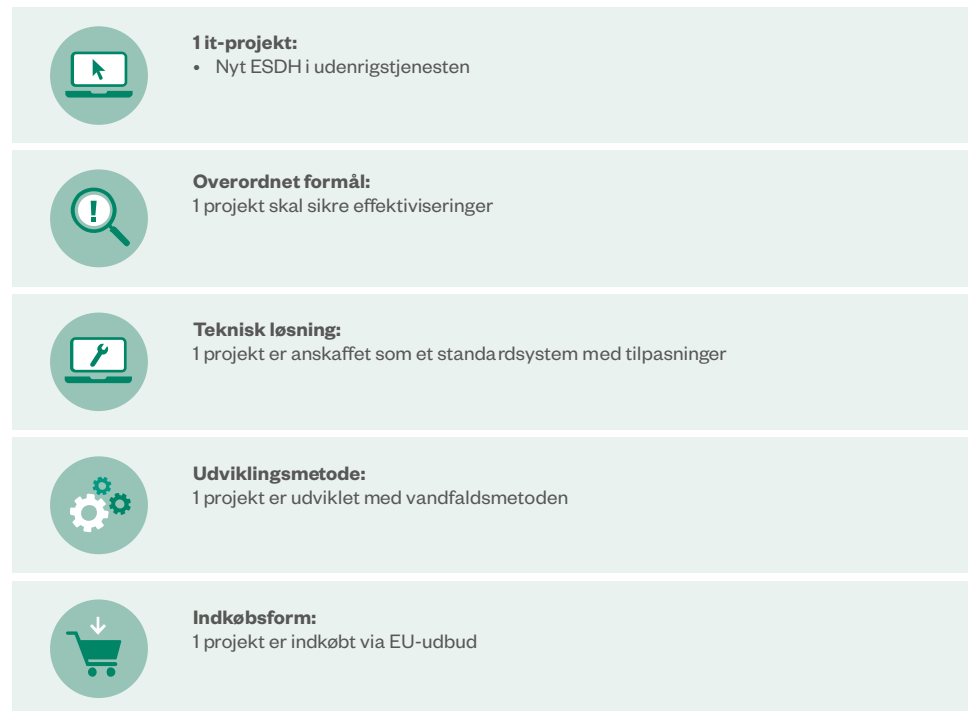 1 it-projekt:
• Nyt ESDH i udenrigstjenesten
Overordnet formål:
1 projekt skal sikre effektiviseringer
Teknisk løsning:
1 projekt er anskaffet som et standardsystem med tilpasninger
Udviklingsmetode:
1 projekt er udviklet med vandfaldsmetoden
Indkøbsform:
1 projekt er indkøbt via EU-udbud